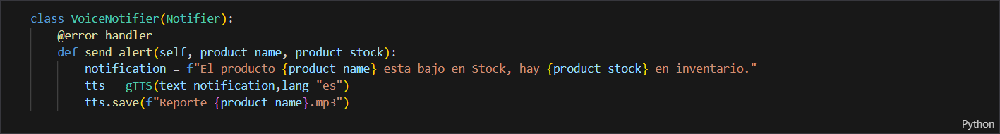 class VoiceNotifier(Notifier):
    @error_handler
    def send_alert(self, product_name, product_stock):
        notification = f"El producto {product_name} esta bajo en Stock, hay {product_stock} en inventario."
        tts = gTTS(text=notification,lang="es")
        tts.save(f"Reporte {product_name}.mp3")
Python